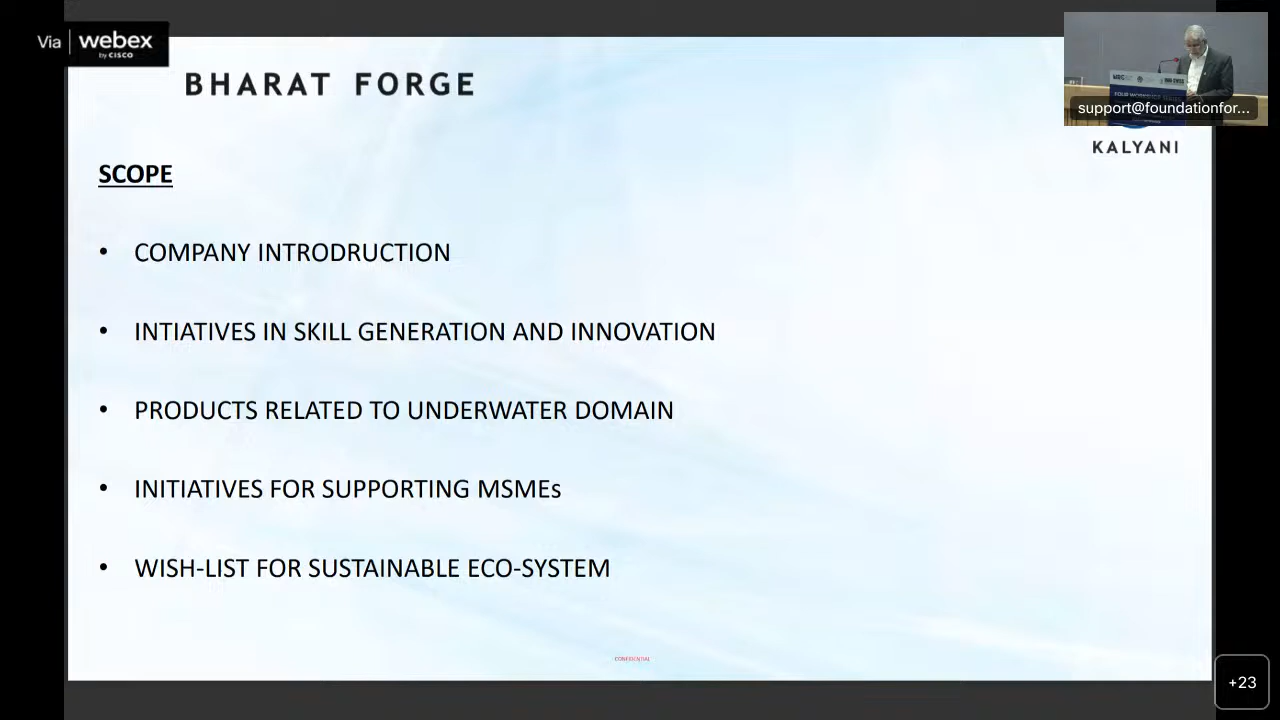 Via webex
by CISCO
BHARAT FORGE
support@foundationfor...
KALYANI
SCOPE
• COMPANY INTRODRUCTION
• INTIATIVES IN SKILL GENERATION AND INNOVATION
• PRODUCTS RELATED TO UNDERWATER DOMAIN
• INITIATIVES FOR SUPPORTING MSMEs
• WISH-LIST FOR SUSTAINABLE ECO-SYSTEM
CONFIDENTIAL
+23